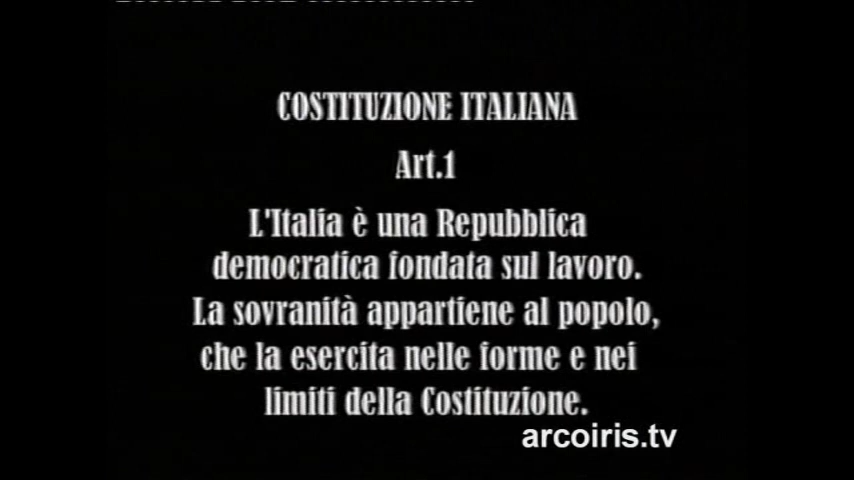 COSTITUZIONE ITALIANA
Art.1
L'Italia è una Repubblica
democratica fondata sul lavoro.
La sovranità appartiene al popolo,
che la esercita nelle forme e nei
limiti della Costituzione.
arcoiris.tv